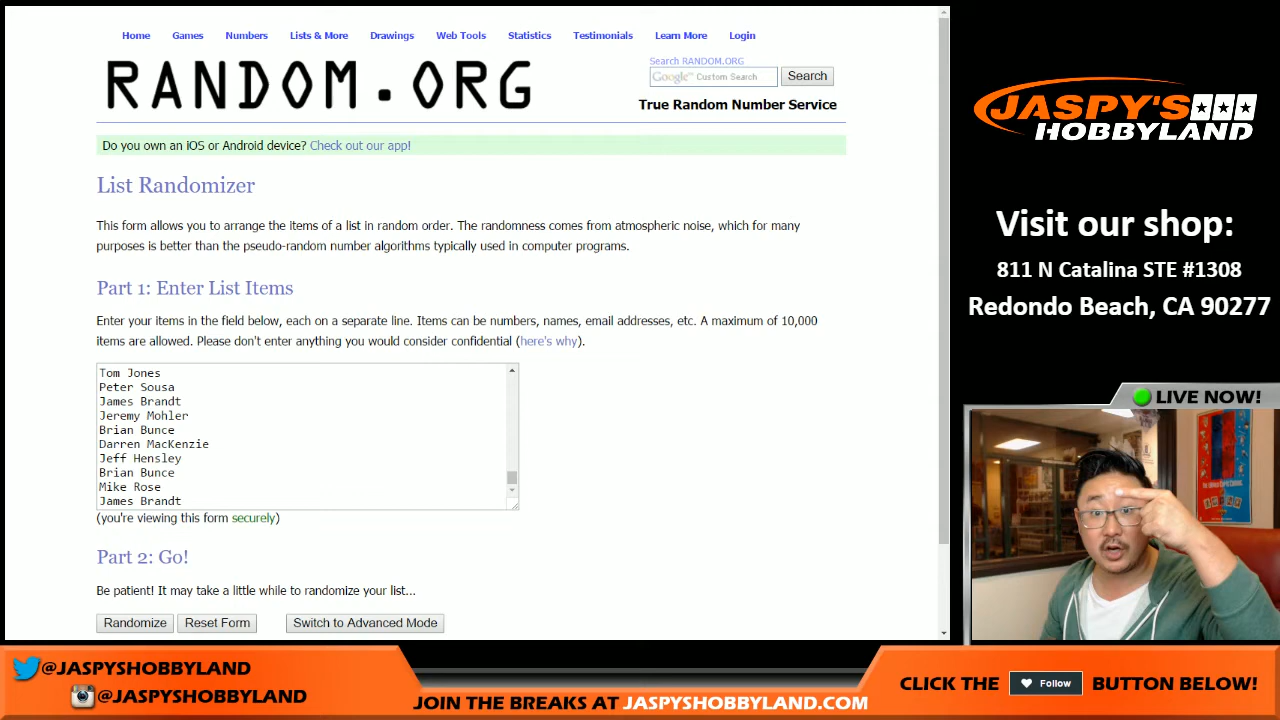 Home Games Numbers Lists & More Drawings Web Tools Statistics Testimonials Learn More Login
RANDOM.ORG
Search RANDOM.ORG
Google™ Custom Search Search
True Random Number Service
Do you own an iOS or Android device? Check out our app!
List Randomizer
This form allows you to arrange the items of a list in random order. The randomness comes from atmospheric noise, which for many
purposes is better than the pseudo-random number algorithms typically used in computer programs.
Part 1: Enter List Items
Enter your items in the field below, each on a separate line. Items can be numbers, names, email addresses, etc. A maximum of 10,000
items are allowed. Please don't enter anything you would consider confidential (here's why).
Tom Jones
Peter Sousa
James Brandt
Jeremy Mohler
Brian Bunce
Darren MacKenzie
Jeff Hensley
Brian Bunce
Mike Rose
James Brandt
(you're viewing this form securely)
Part 2: Go!
Be patient! It may take a little while to randomize your list...
Randomize Reset Form Switch to Advanced Mode
JASPY'S
HOBBYLAND
Visit our shop:
811 N Catalina STE #1308
Redondo Beach, CA 90277
LIVE NOW!
@JASPYSHOBBYLAND
@JASPYSHOBBYLAND
JOIN THE BREAKS AT JASPYSHOBBYLAND.COM
CLICK THE Follow BUTTON BELOW!